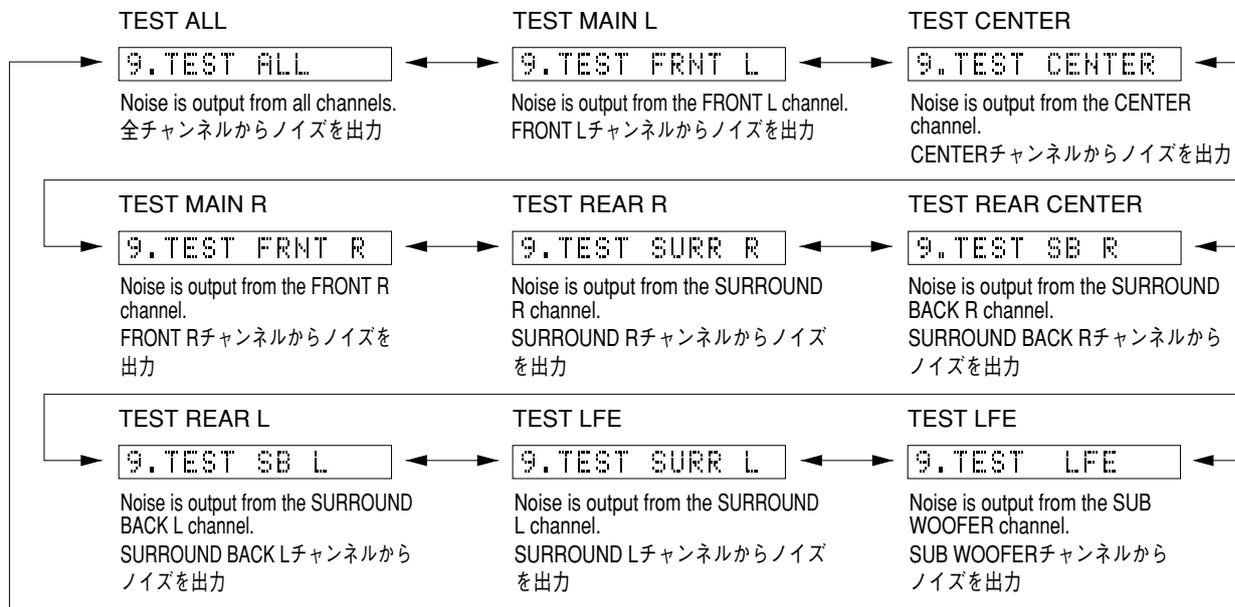 TEST ALL
9.TEST ALL
Noise is output from all channels.
全チャンネルからノイズを出力
TEST MAIN L
9.TEST FRNT L
Noise is output from the FRONT L channel.
FRONT Lチャンネルからノイズを出力
TEST CENTER
9.TEST CENTER
Noise is output from the CENTER
channel.
CENTERチャンネルからノイズを出力
TEST MAIN R
9.TEST FRNT R
Noise is output from the FRONT R
channel.
FRONT Rチャンネルからノイズを
出力
TEST REAR R
9.TEST SURR R
Noise is output from the SURROUND
R channel.
SURROUND Rチャンネルからノイズ
を出力
TEST REAR CENTER
9.TEST SB R
Noise is output from the SURROUND
BACK R channel.
SURROUND BACK Rチャンネルから
ノイズを出力
TEST REAR L
9.TEST SB L
Noise is output from the SURROUND
BACK L channel.
SURROUND BACK Lチャンネルから
ノイズを出力
TEST LFE
9.TEST SURR L
Noise is output from the SURROUND
L channel.
SURROUND Lチャンネルからノイズ
を出力
TEST LFE
9.TEST LFE
Noise is output from the SUB
WOOFER channel.
SUB WOOFERチャンネルから
ノイズを出力